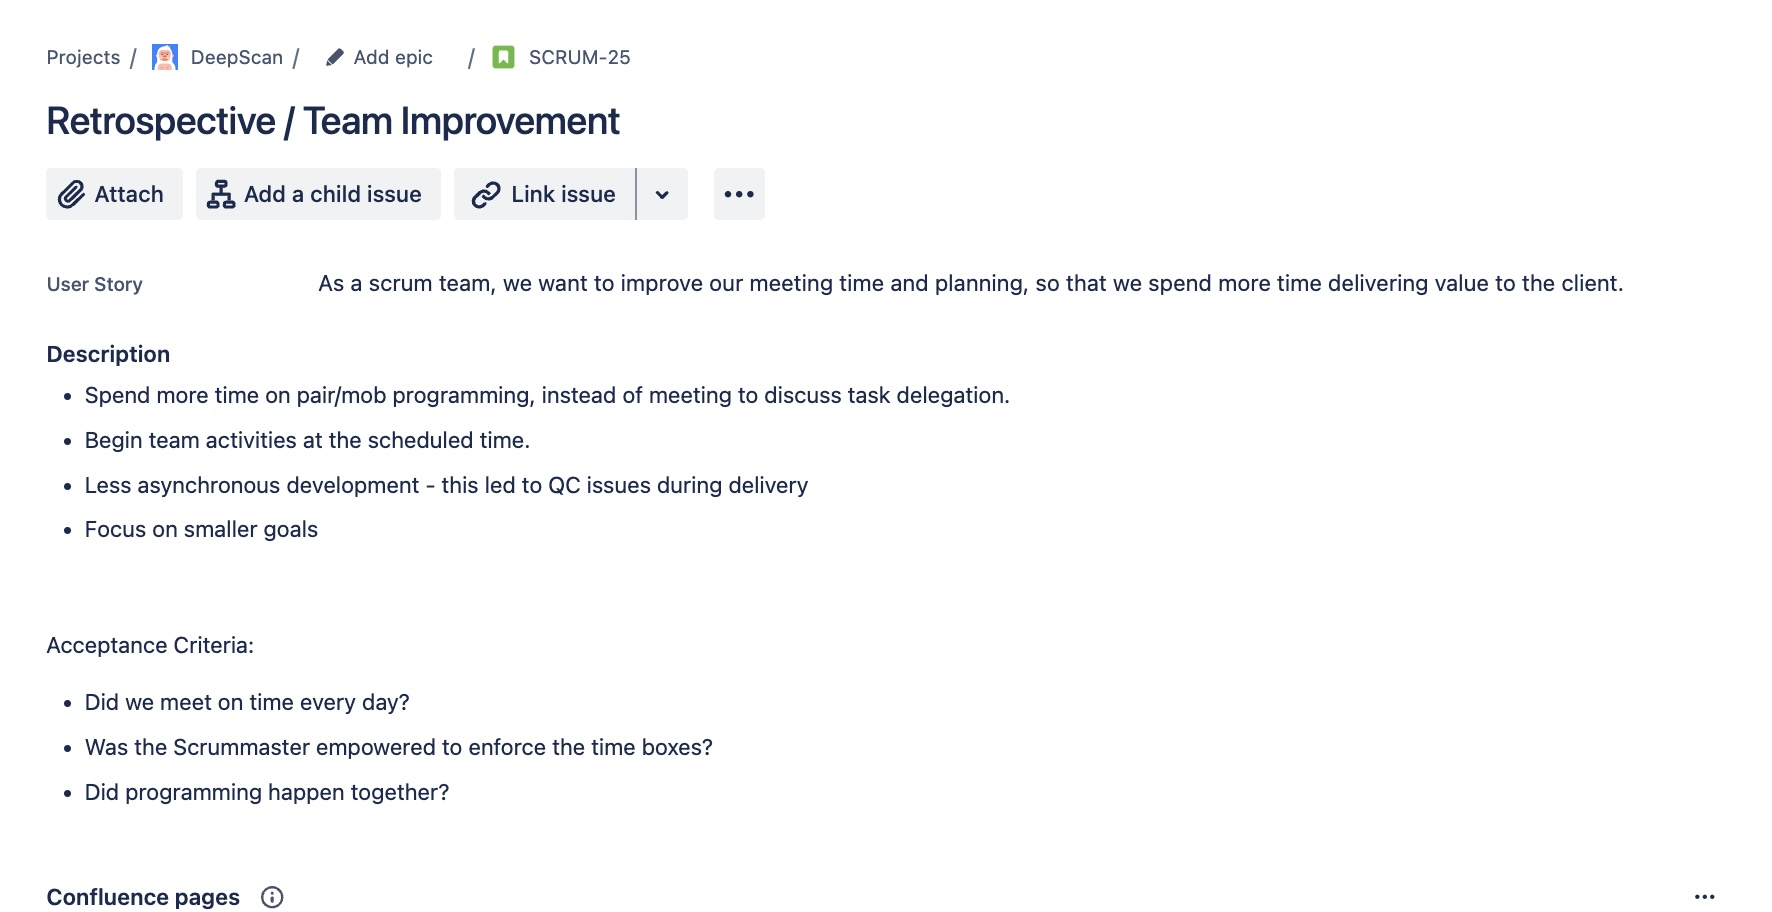 Projects / DeepScan / Add epic / SCRUM-25
Retrospective / Team Improvement
Attach Add a child issue Link issue
User Story As a scrum team, we want to improve our meeting time and planning, so that we spend more time delivering value to the client.
Description
• Spend more time on pair/mob programming, instead of meeting to discuss task delegation.
• Begin team activities at the scheduled time.
• Less asynchronous development - this led to QC issues during delivery
• Focus on smaller goals
Acceptance Criteria:
• Did we meet on time every day?
• Was the Scrummaster empowered to enforce the time boxes?
• Did programming happen together?
Confluence pages